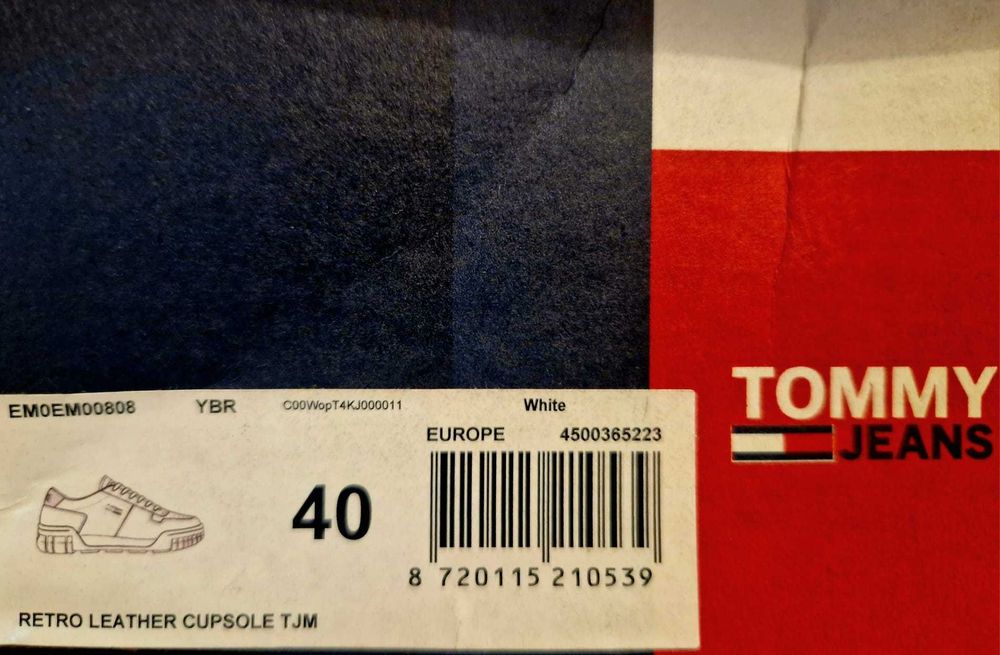 EM0EM00808 YBR C00WopT4KJ000011 White
EUROPE 4500365223
40
8 720115 210539
RETRO LEATHER CUPSOLE TJM
TOMMY
JEANS